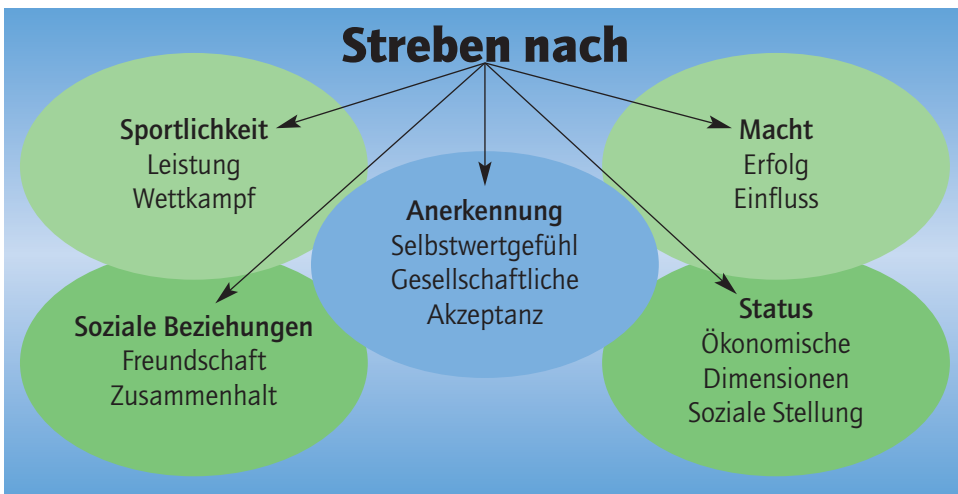 Streben nach
Sportlichkeit
Leistung
Wettkampf
Macht
Erfolg
Einfluss
Anerkennung
Selbstwertgefühl
Gesellschaftliche
Akzeptanz
Soziale Beziehungen
Freundschaft
Zusammenhalt
Status
Ökonomische
Dimensionen
Soziale Stellung